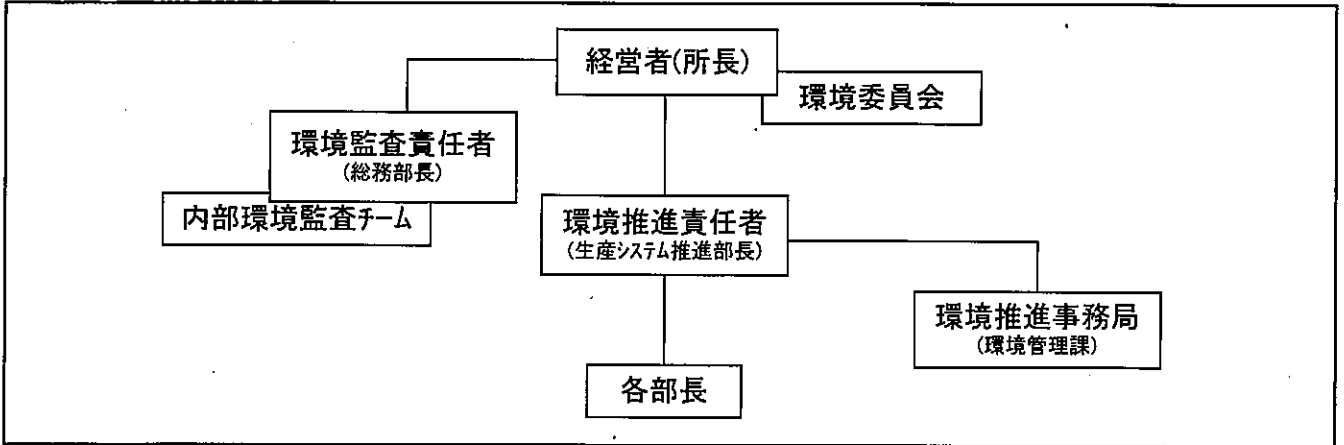 経営者(所長)
環境委員会
環境監査責任者
(総務部長)
内部環境監査チーム
環境推進責任者
(生産システム推進部長)
環境推進事務局
(環境管理課)
各部長